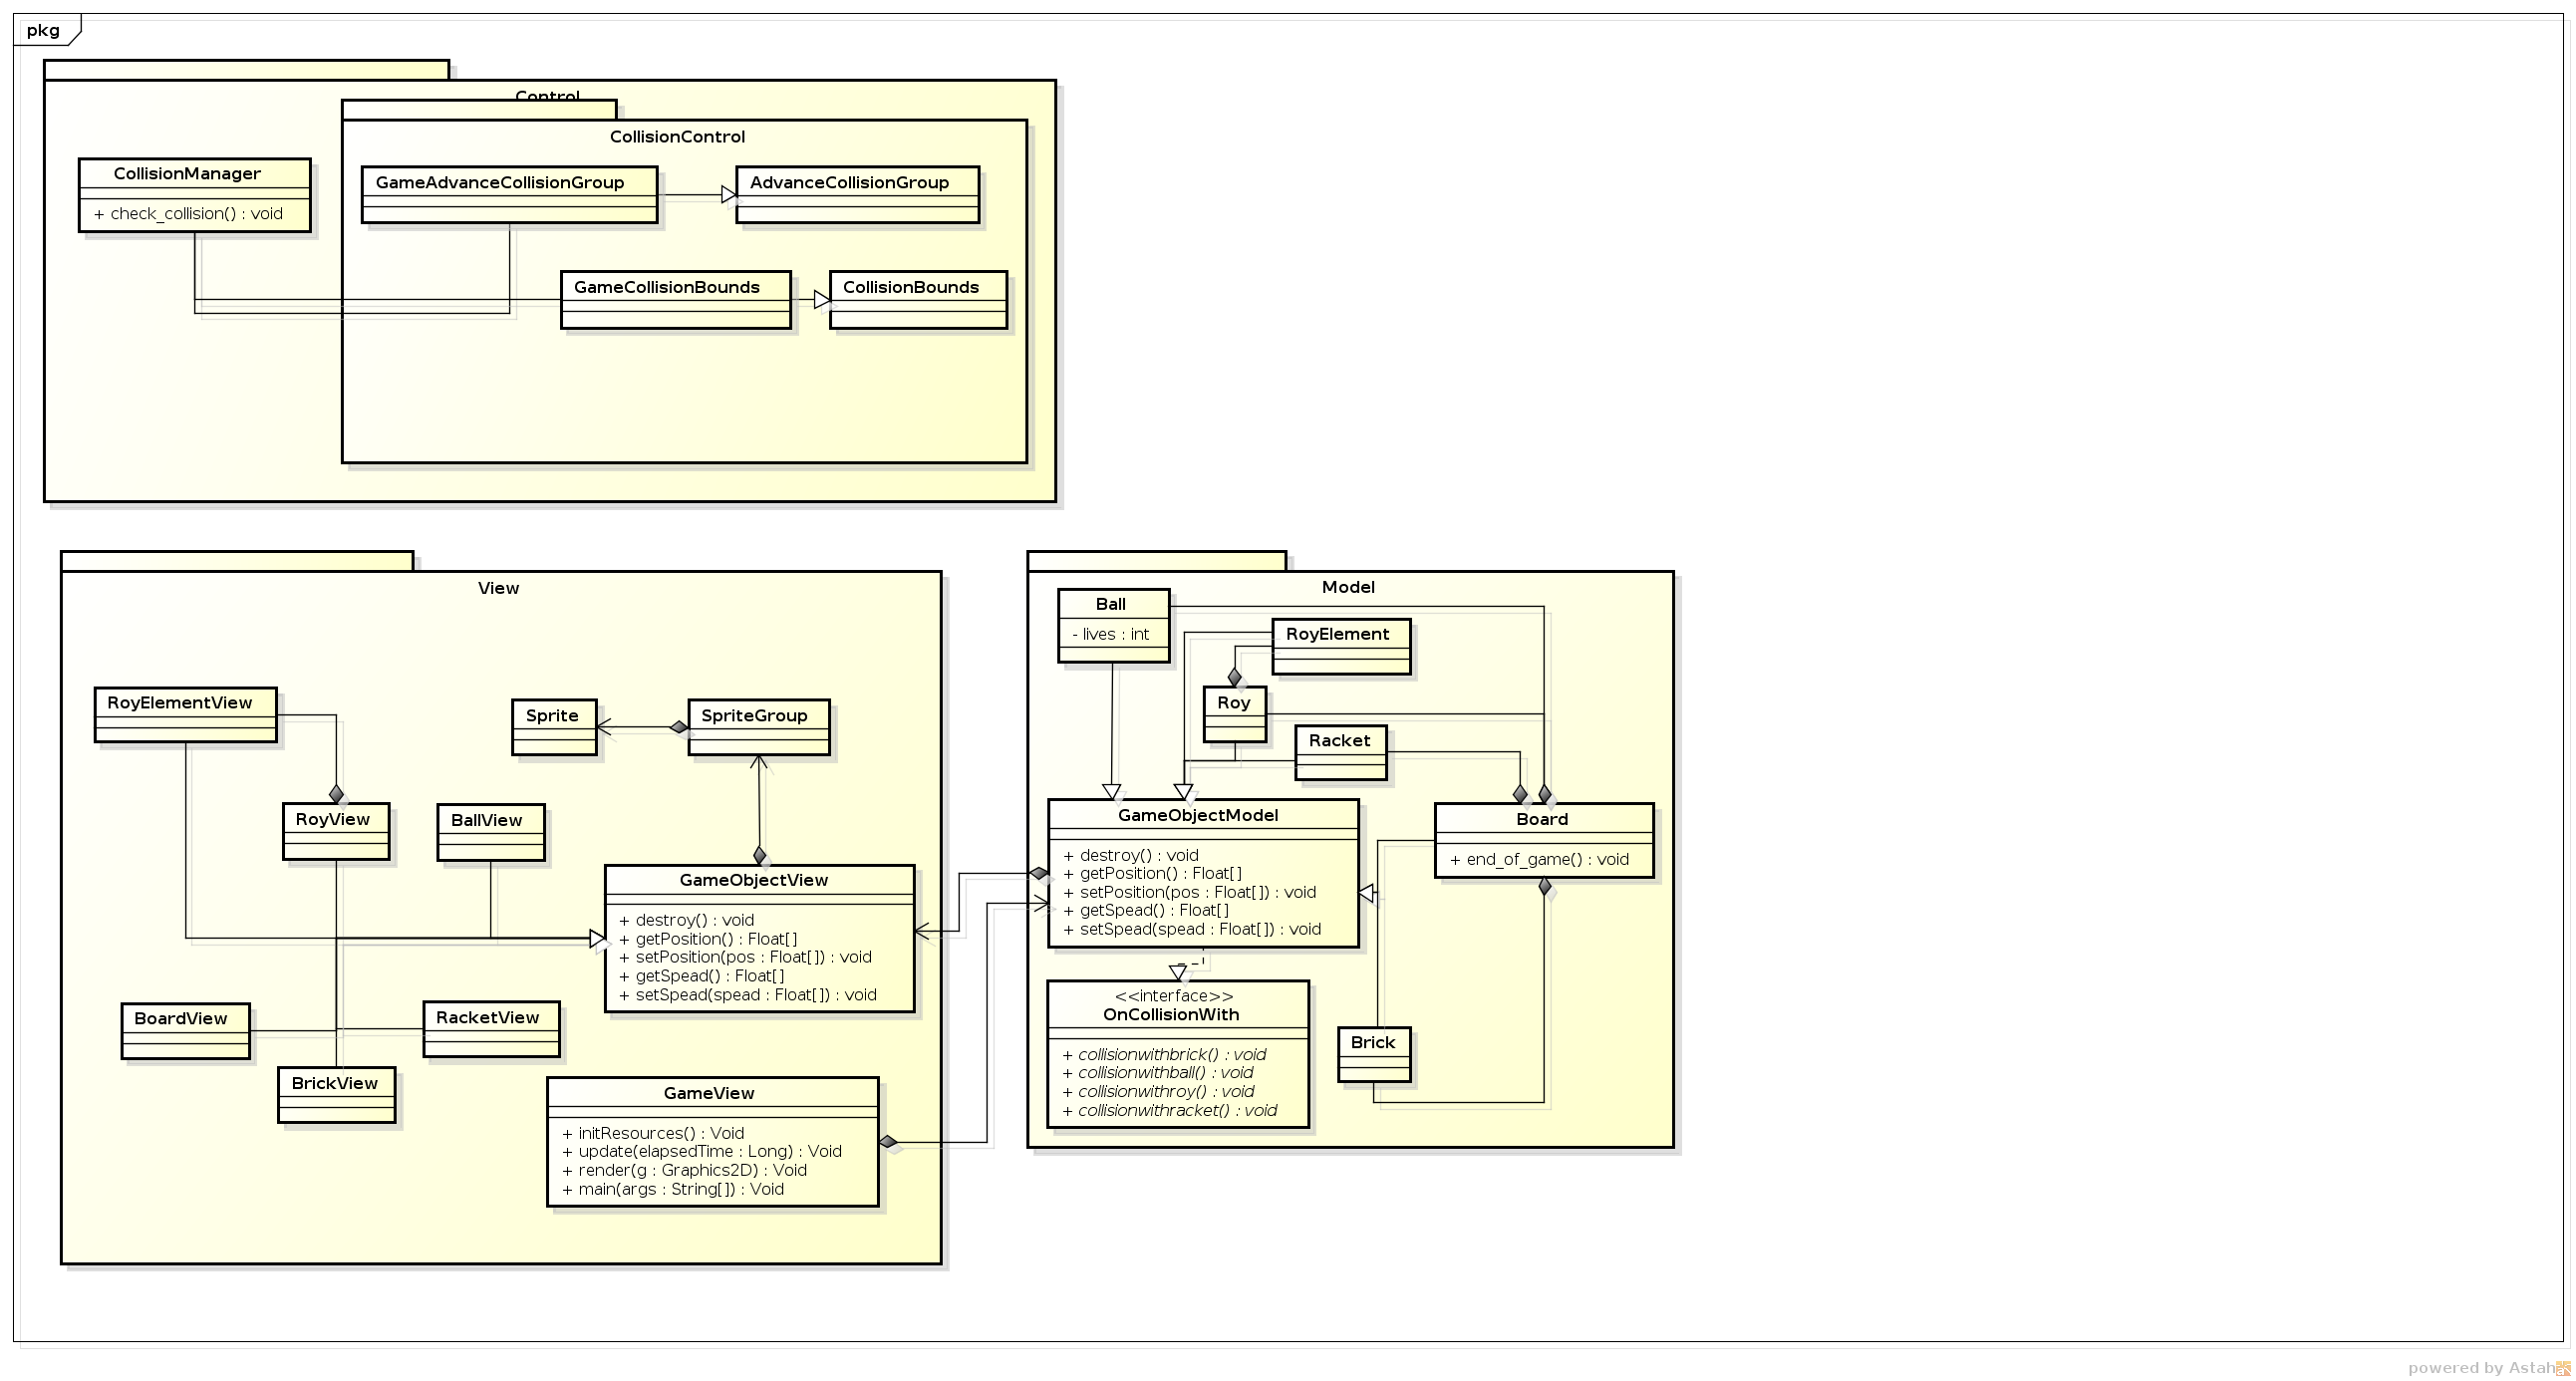 pkg
Control
CollisionControl
CollisionManager
+ check_collision() : void
GameAdvanceCollisionGroup
AdvanceCollisionGroup
GameCollisionBounds
CollisionBounds
View
RoyElementView
Sprite
SpriteGroup
RoyView
BallView
GameObjectView
+ destroy() : void
+ getPosition() : Float[]
+ setPosition(pos : Float[]) : void
+ getSpead() : Float[]
+ setSpead(spead : Float[]) : void
BoardView
RacketView
BrickView
GameView
+ initResources() : Void
+ update(elapsedTime : Long) : Void
+ render(g : Graphics2D) : Void
+ main(args : String[]) : Void
Model
Ball
- lives : int
RoyElement
Roy
Racket
GameObjectModel
+ destroy() : void
+ getPosition() : Float[]
+ setPosition(pos : Float[]) : void
+ getSpead() : Float[]
+ setSpead(spead : Float[]) : void
Board
+ end_of_game() : void
<<interface>>
OnCollisionWith
+ collisionwithbrick() : void
+ collisionwithball() : void
+ collisionwithroy() : void
+ collisionwithracket() : void
Brick
powered by Astah